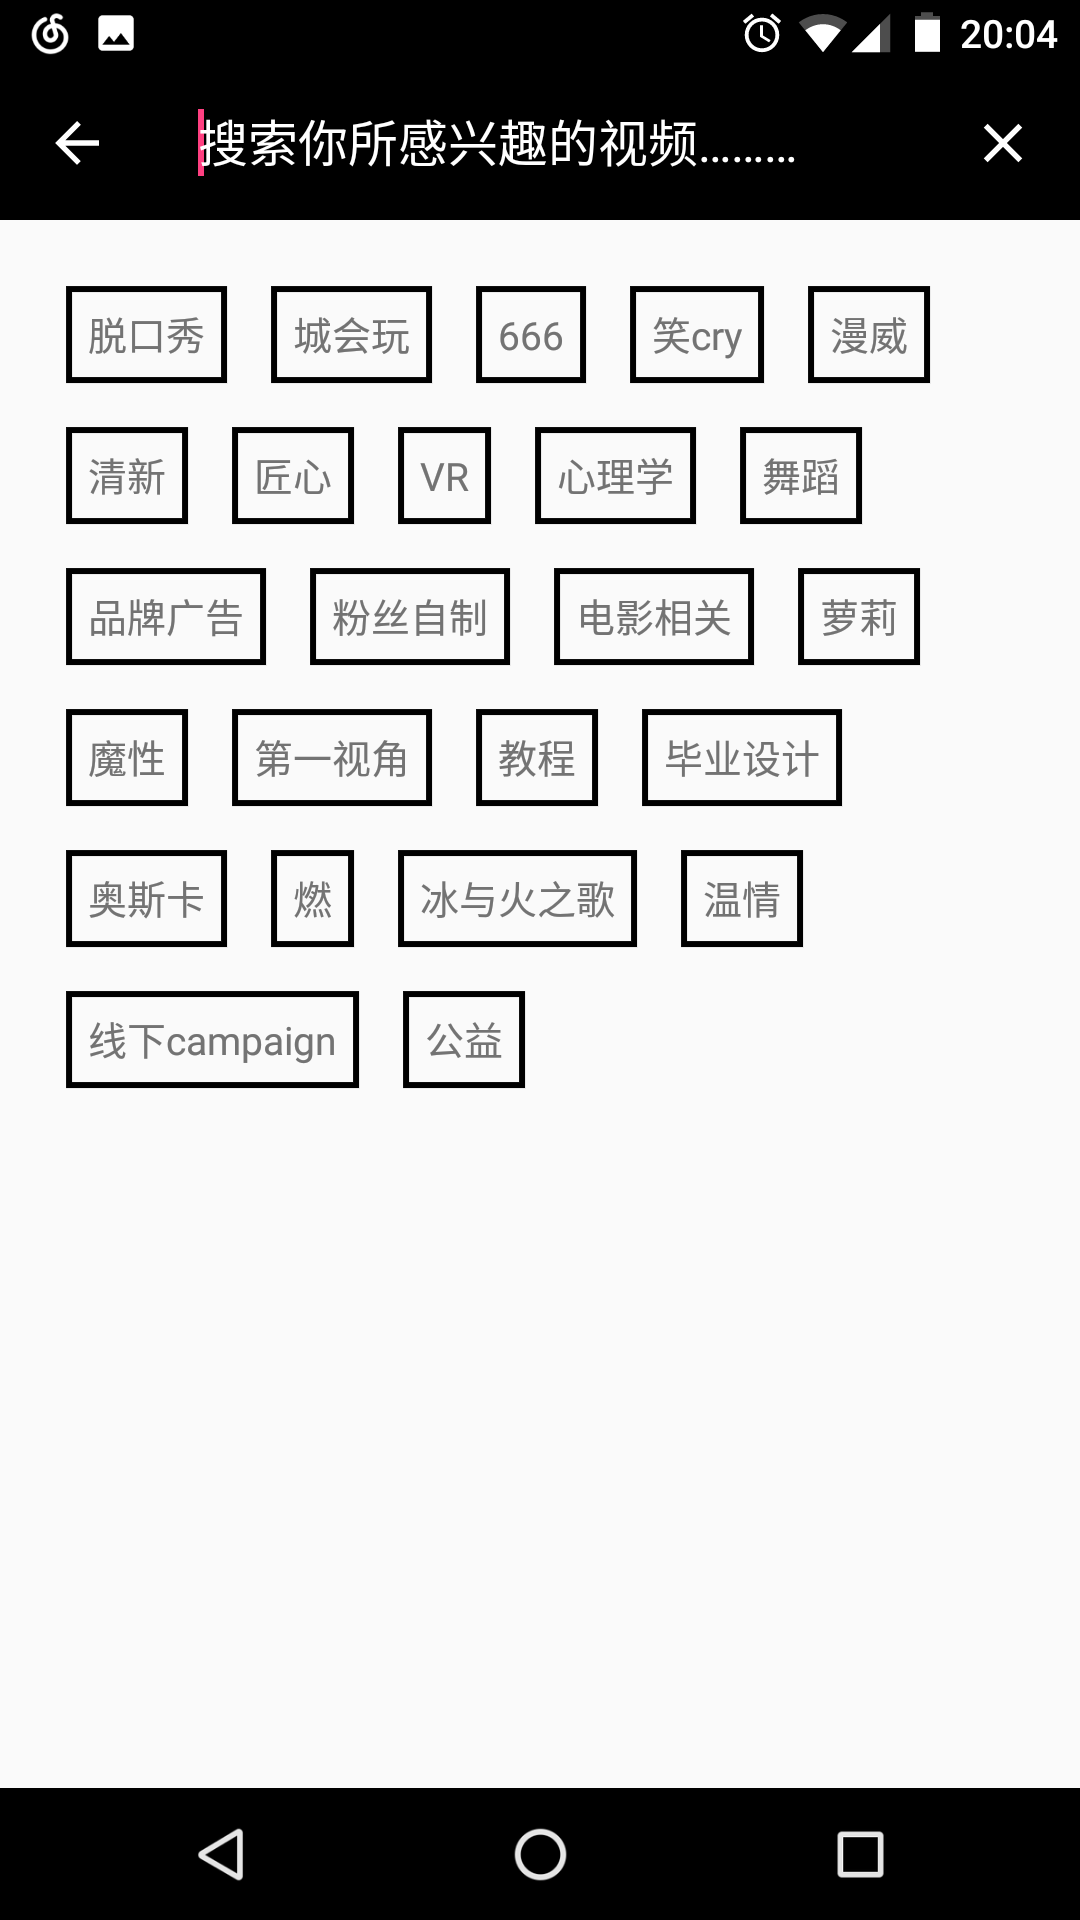 20:04
搜索你所感兴趣的视频………
脱口秀 城会玩 666 笑cry 漫威
清新 匠心 VR 心理学 舞蹈
品牌广告 粉丝自制 电影相关 萝莉
魔性 第一视角 教程 毕业设计
奥斯卡 燃 冰与火之歌 温情
线下campaign 公益